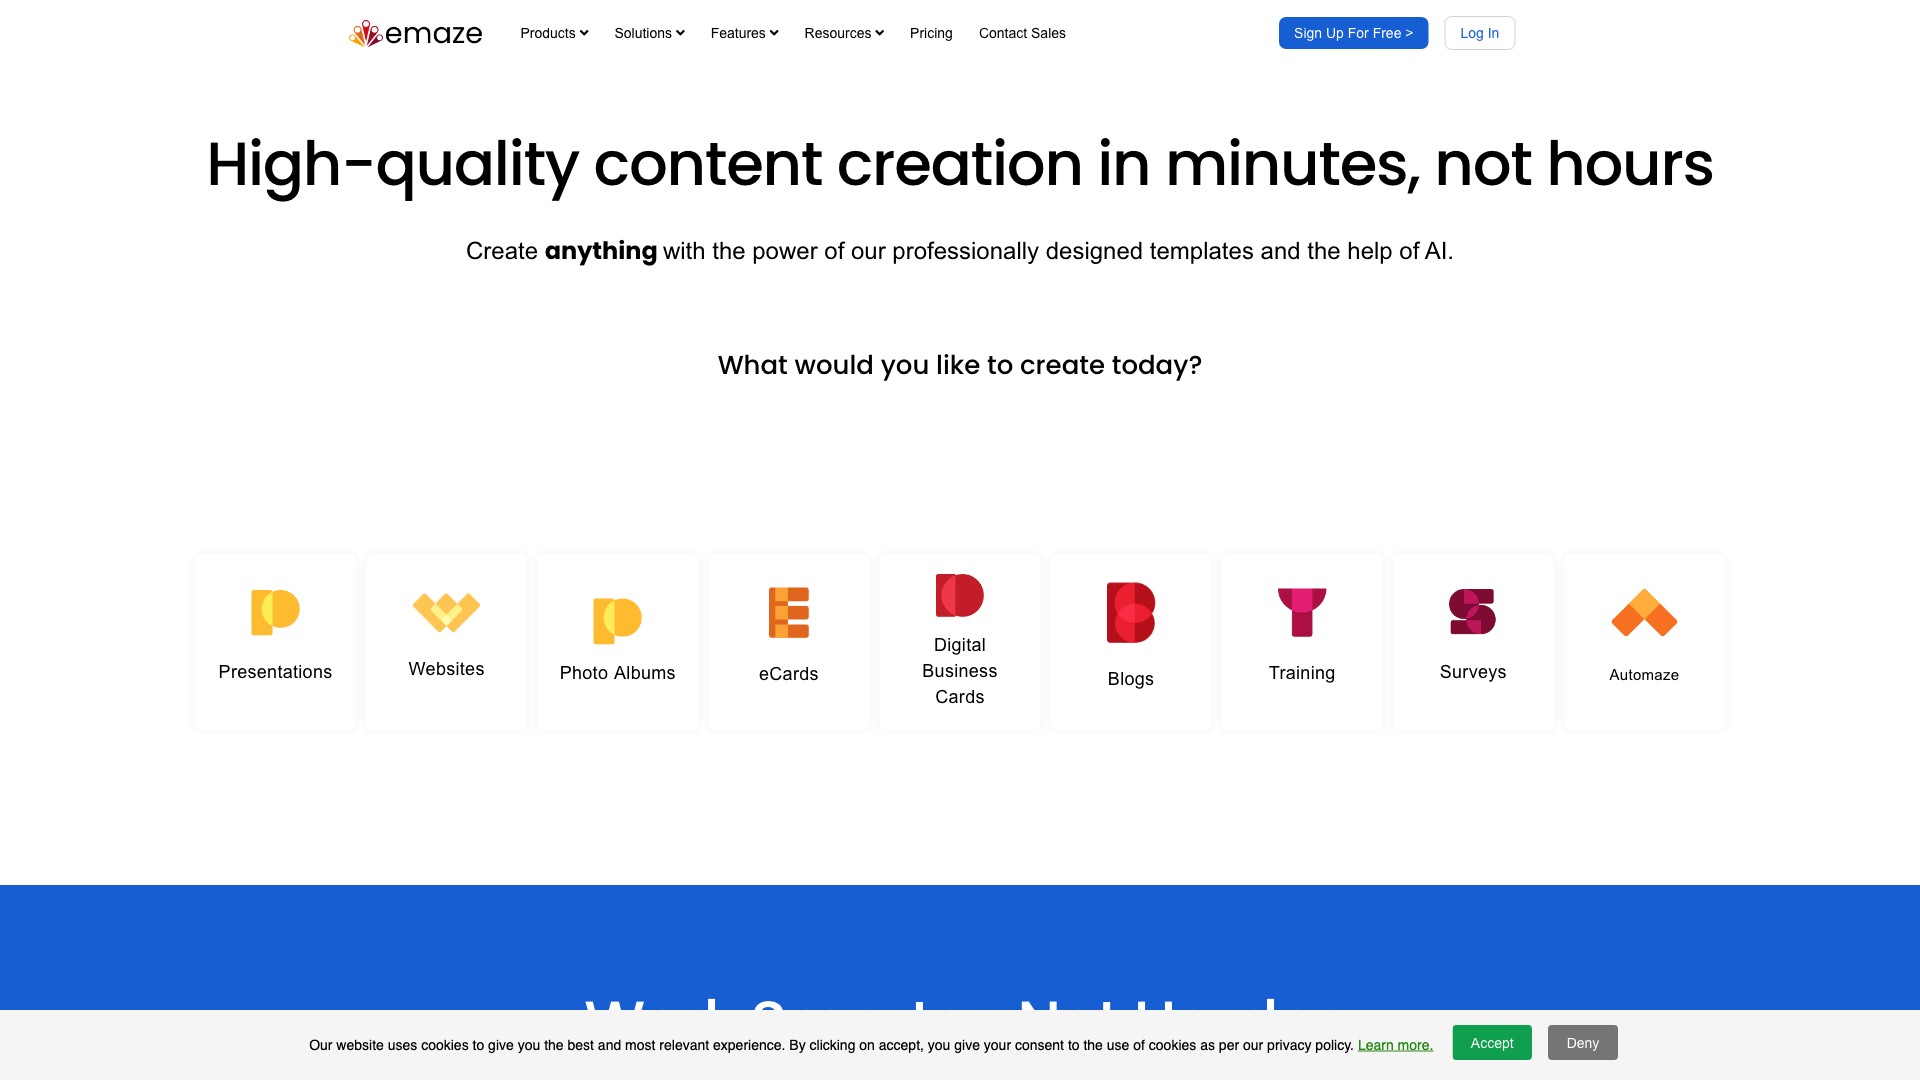 emaze
Products
Solutions
Features
Resources
Pricing
Contact Sales
Sign Up For Free >
Log In
High-quality content creation in minutes, not hours
Create anything with the power of our professionally designed templates and the help of AI.
What would you like to create today?
Presentations
Websites
Photo Albums
eCards
Digital
Business
Cards
Blogs
Training
Surveys
Automaze
Our website uses cookies to give you the best and most relevant experience. By clicking on accept, you give your consent to the use of cookies as per our privacy policy. Learn more.
Accept
Deny